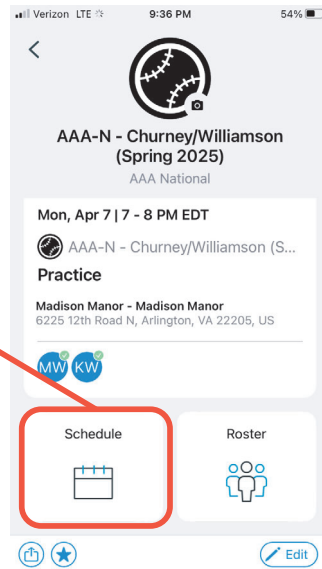 Verizon LTE 9:36 PM 54%
AAA-N - Churney/Williamson
(Spring 2025)
AAA National
Mon, Apr 7 | 7 - 8 PM EDT
AAA-N - Churney/Williamson (S...
Practice
Madison Manor - Madison Manor
6225 12th Road N, Arlington, VA 22205, US
MW KW
Schedule Roster
Edit